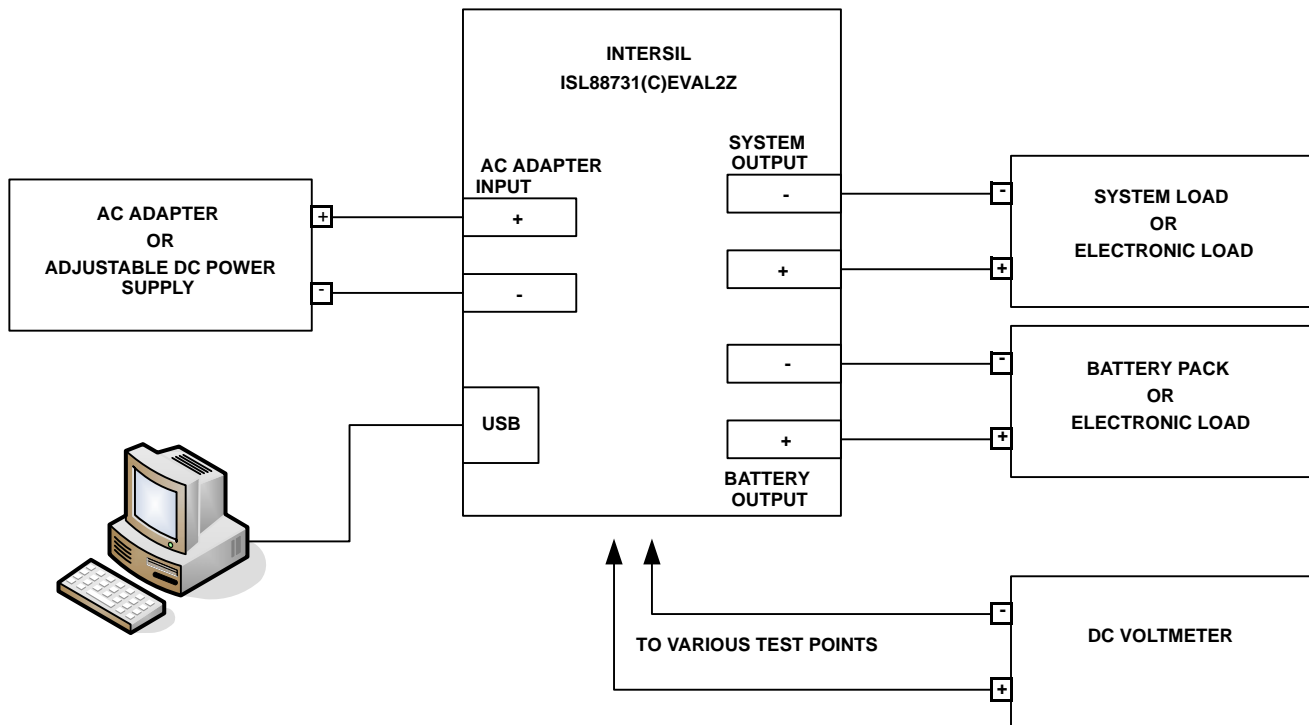 INTERSIL
ISL88731(C)EVAL2Z
AC ADAPTER
OR
ADJUSTABLE DC POWER
SUPPLY
+
-
AC ADAPTER
INPUT
+
-
USB
SYSTEM
OUTPUT
-
+
-
+
BATTERY
OUTPUT
-
+
SYSTEM LOAD
OR
ELECTRONIC LOAD
-
+
BATTERY PACK
OR
ELECTRONIC LOAD
TO VARIOUS TEST POINTS
-
+
DC VOLTMETER